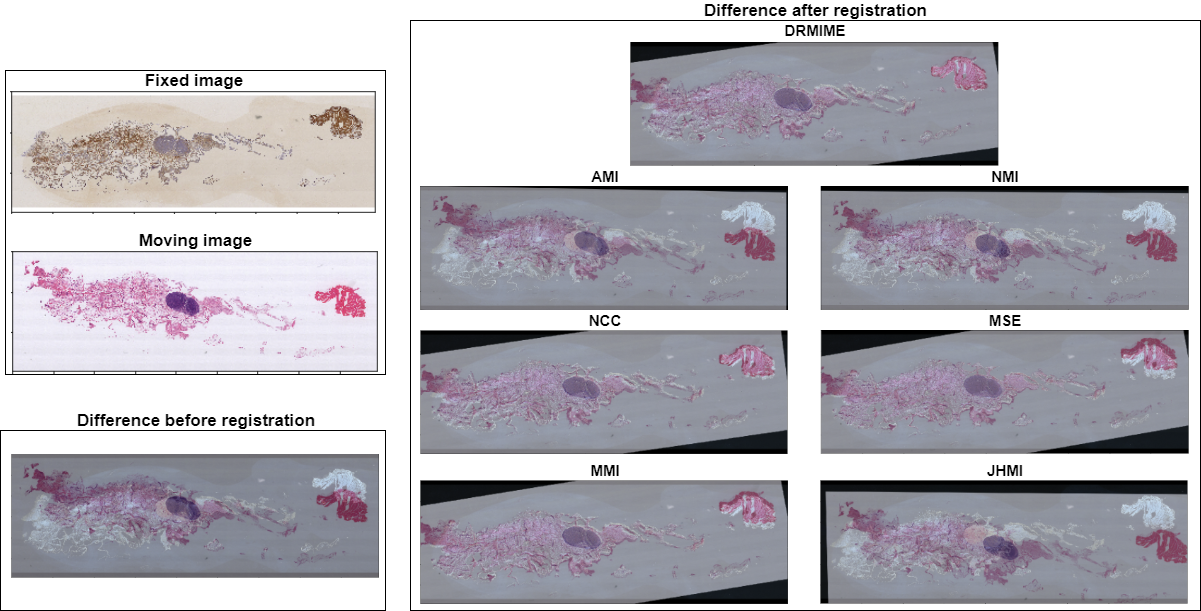 Fixed image
Moving image
Difference before registration
Difference after registration
DRMIME
AMI
NMI
NCC
MSE
MMI
JHMI